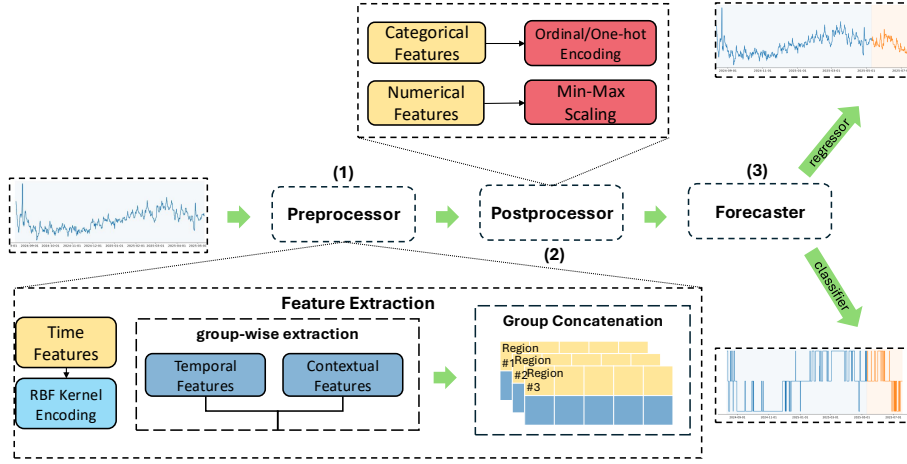 Categorical
Features
Ordinal/One-hot
Encoding
Numerical
Features
Min-Max
Scaling
regressor
(1)
Preprocessor
Postprocessor
(2)
(3)
Forecaster
classifier
Feature Extraction
Time
Features
RBF Kernel
Encoding
group-wise extraction
Temporal
Features
Contextual
Features
Group Concatenation
Region
#1
Region
#2
Region
#3